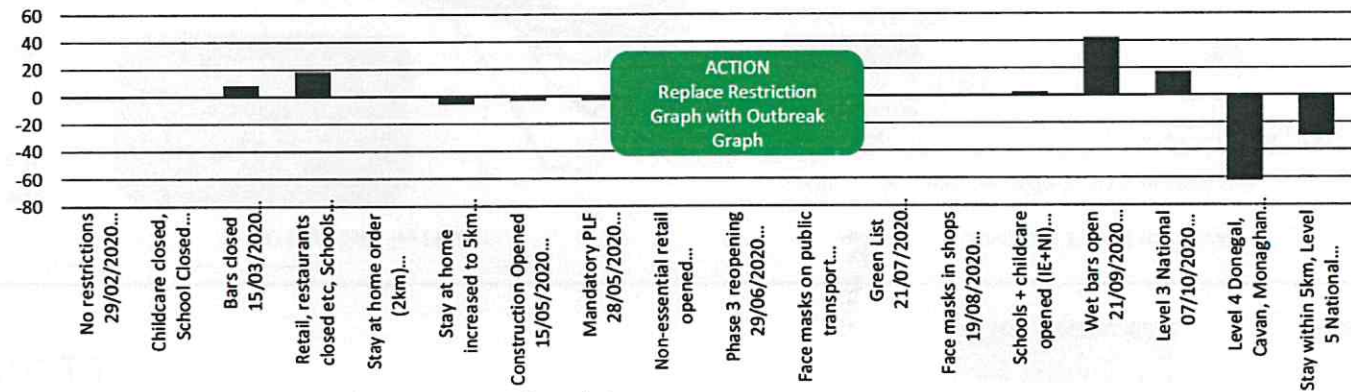 60
40
20
0
-20
-40
-60
-80
ACTION
Replace Restriction
Graph with Outbreak
Graph
No restrictions
29/02/2020...
Childcare closed,
School Closed...
Bars closed
15/03/2020...
Retail, restaurants
closed etc, Schools...
Stay at home order
(2km)...
Stay at home
increased to 5km...
Construction Opened
15/05/2020...
Mandatory PLF
28/05/2020...
Non-essential retail
opened...
Phase 3 reopening
29/06/2020...
Face masks on public
transport...
Green List
21/07/2020...
Face masks in shops
19/08/2020...
Schools + childcare
opened (IE+NI)...
Wet bars open
21/09/2020...
Level 3 National
07/10/2020...
Level 4 Donegal,
Cavan, Monaghan...
Stay within 5km, Level
5 National...